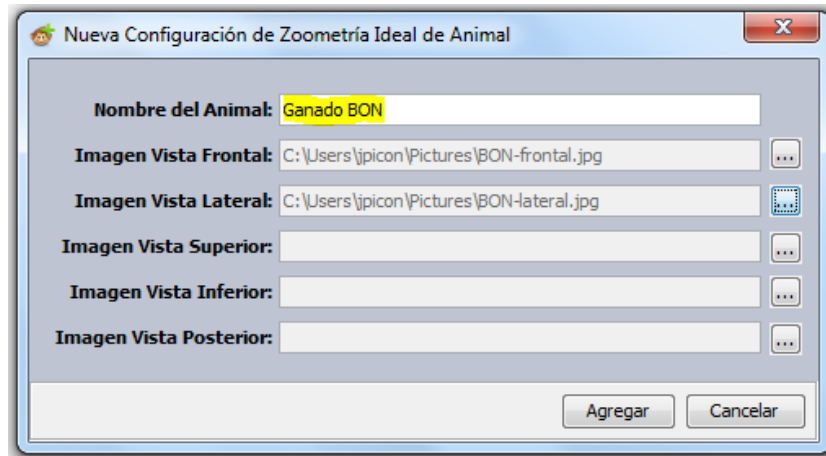 Nueva Configuración de Zoometría Ideal de Animal
Nombre del Animal: Ganado BON
Imagen Vista Frontal: C:\Users\jpicon\Pictures\BON-frontal.jpg ...
Imagen Vista Lateral: C:\Users\jpicon\Pictures\BON-lateral.jpg ...
Imagen Vista Superior: ...
Imagen Vista Inferior: ...
Imagen Vista Posterior: ...
Agregar Cancelar